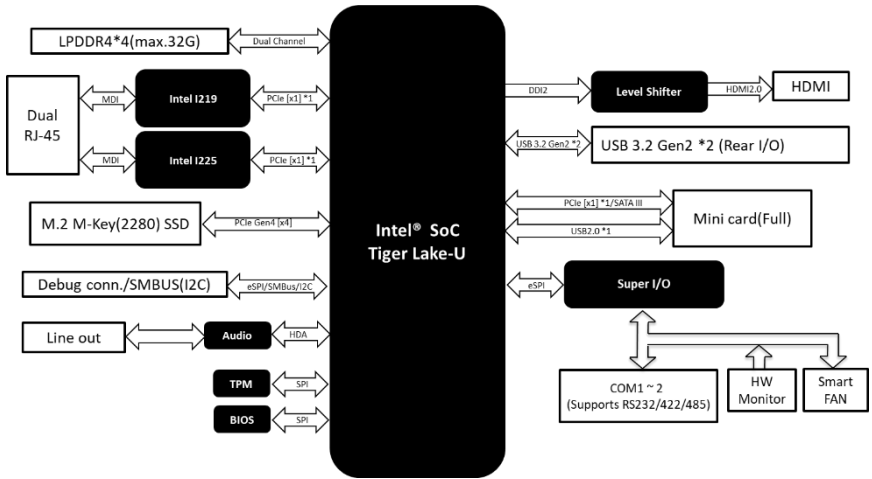 LPDDR4*4(max.32G)
Dual Channel
Dual
RJ-45
MDI
Intel I219
PCIe [x1] *1
MDI
Intel I225
PCIe [x1] *1
M.2 M-Key(2280) SSD
PCIe Gen4 [x4]
Debug conn./SMBUS(I2C)
eSPI/SMBus/I2C
Line out
Audio
HDA
TPM
SPI
BIOS
SPI
Intel® SoC
Tiger Lake-U
DDI2
Level Shifter
HDMI2.0
HDMI
USB 3.2 Gen2 *2
USB 3.2 Gen2 *2 (Rear I/O)
PCIe [x1] *1/SATA III
USB2.0 *1
Mini card(Full)
eSPI
Super I/O
COM1 ~ 2
(Supports RS232/422/485)
HW
Monitor
Smart
FAN